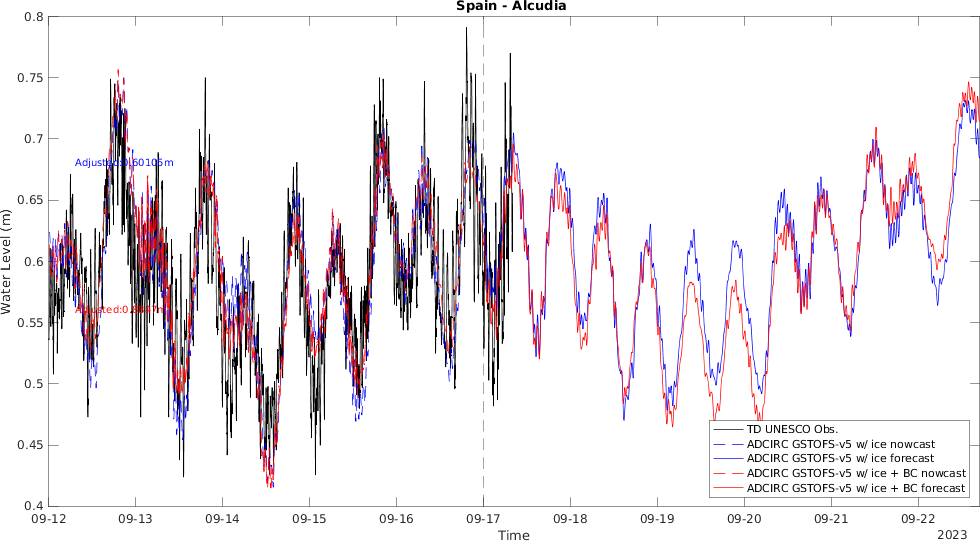 Spain - Alcudia
0.8
0.75
0.7
0.65
0.6
0.55
0.5
0.45
0.4
Water Level (m)
TD UNESCO Obs.
ADCIRC GSTOFS-v5 w/ ice nowcast
ADCIRC GSTOFS-v5 w/ ice forecast
ADCIRC GSTOFS-v5 w/ ice + BC nowcast
ADCIRC GSTOFS-v5 w/ ice + BC forecast
09-12 09-13 09-14 09-15 09-16 09-17 09-18 09-19 09-20 09-21 09-22
Time
2023